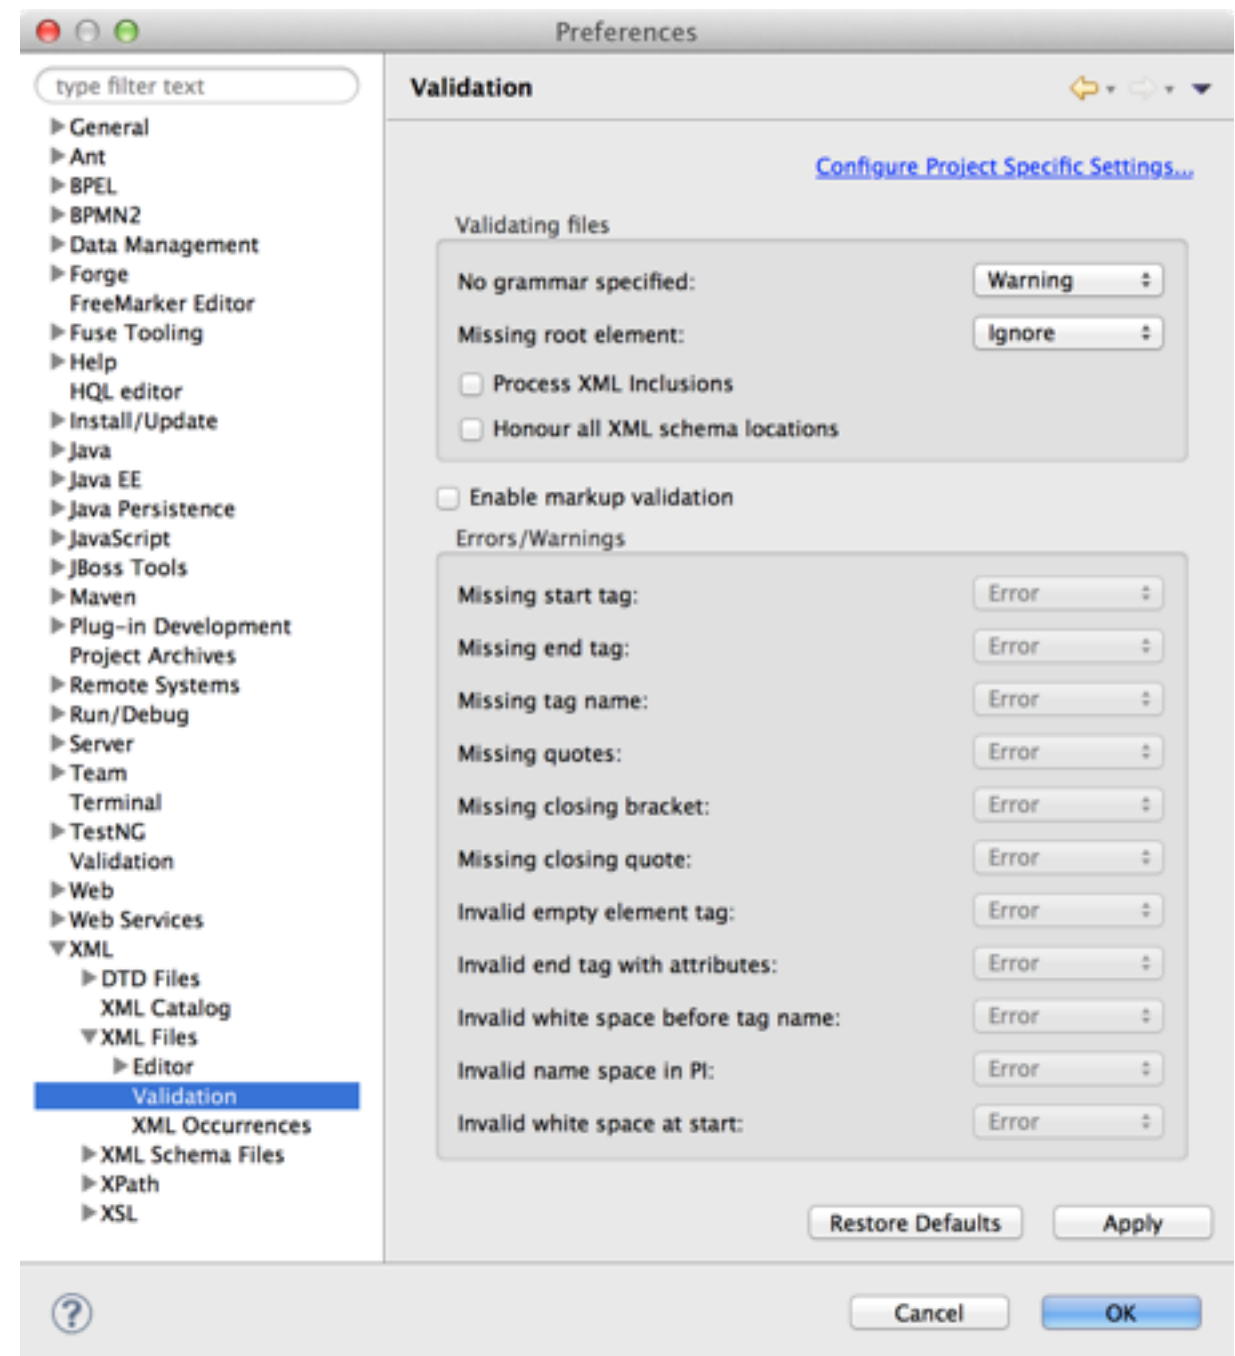 Preferences
type filter text
General
Ant
BPEL
BPMN2
Data Management
Forge
FreeMarker Editor
Fuse Tooling
Help
HQL editor
Install/Update
Java
Java EE
Java Persistence
JavaScript
JBoss Tools
Maven
Plug-in Development
Project Archives
Remote Systems
Run/Debug
Server
Team
Terminal
TestNG
Validation
Web
Web Services
XML
DTD Files
XML Catalog
XML Files
Editor
Validation
XML Occurrences
XML Schema Files
XPath
XSL
Validation
Configure Project Specific Settings...
Validating files
No grammar specified: Warning
Missing root element: Ignore
Process XML Inclusions
Honour all XML schema locations
Enable markup validation
Errors/Warnings
Missing start tag: Error
Missing end tag: Error
Missing tag name: Error
Missing quotes: Error
Missing closing bracket: Error
Missing closing quote: Error
Invalid empty element tag: Error
Invalid end tag with attributes: Error
Invalid white space before tag name: Error
Invalid name space in PI: Error
Invalid white space at start: Error
Restore Defaults Apply
? Cancel OK